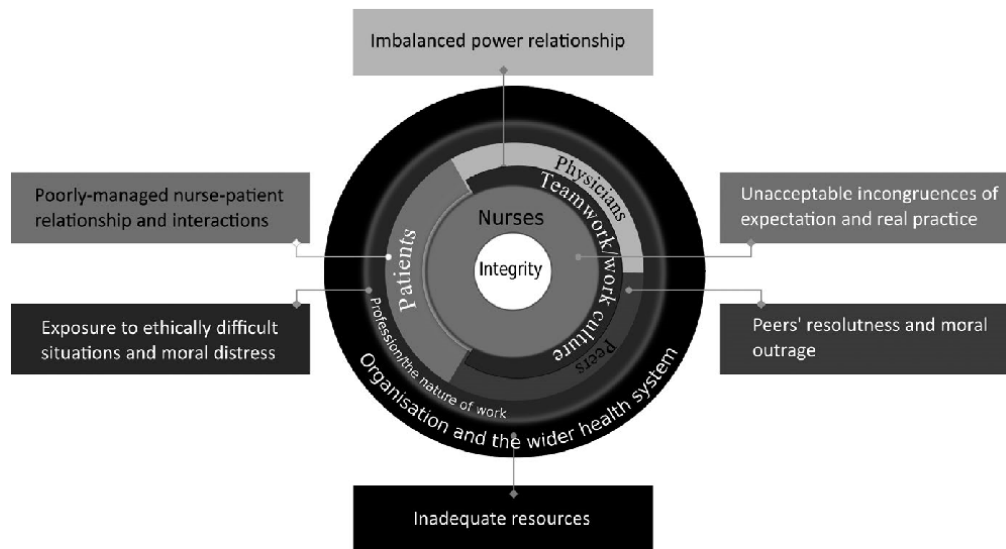 Imbalanced power relationship
Poorly-managed nurse-patient
relationship and interactions
Unacceptable incongruences of
expectation and real practice
Physicians
Teamwork/work culture
Nurses
Integrity
Patients
Peers
Profession/the nature of work
Organisation and the wider health system
Exposure to ethically difficult
situations and moral distress
Peers' resolutness and moral
outrage
Inadequate resources